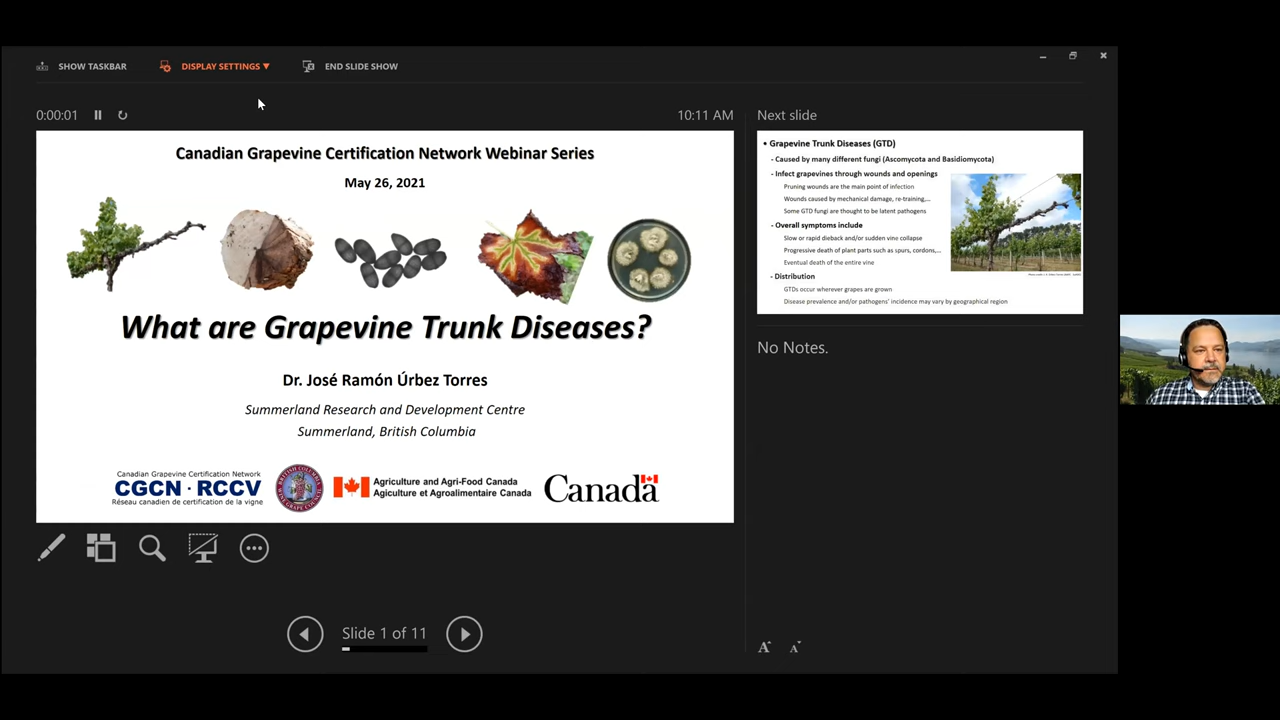 SHOW TASKBAR
DISPLAY SETTINGS ▼
END SLIDE SHOW
0:00:01
10:11 AM
Canadian Grapevine Certification Network Webinar Series
May 26, 2021
What are Grapevine Trunk Diseases?
Dr. José Ramón Úrbez Torres
Summerland Research and Development Centre
Summerland, British Columbia
Canadian Grapevine Certification Network
CGCN · RCCV
Réseau canadien de certification de la vigne
Agriculture and Agri-Food Canada
Agiculture et Agroalimentaire Canada
Canada
Slide 1 of 11
Next slide
• Grapevine Trunk Diseases (GTD)
- Caused by many different fungi (Ascomycota and Basidiomycota)
- Infect grapevines through wounds and openings
Pruning wounds are the main point of infection
Wounds caused by mechanical damage, re-training,...
Some GTD fungi are thought to be latent pathogens
- Overall symptoms include
Slow or rapid dieback and/or sudden vine collapse
Progressive death of plant parts such as spurs, cordons,...
Eventual death of the entire vine
- Distribution
GTDs occur wherever grapes are grown
Disease prevalence and/or pathogens' incidence may vary by geographical region
No Notes.
A A